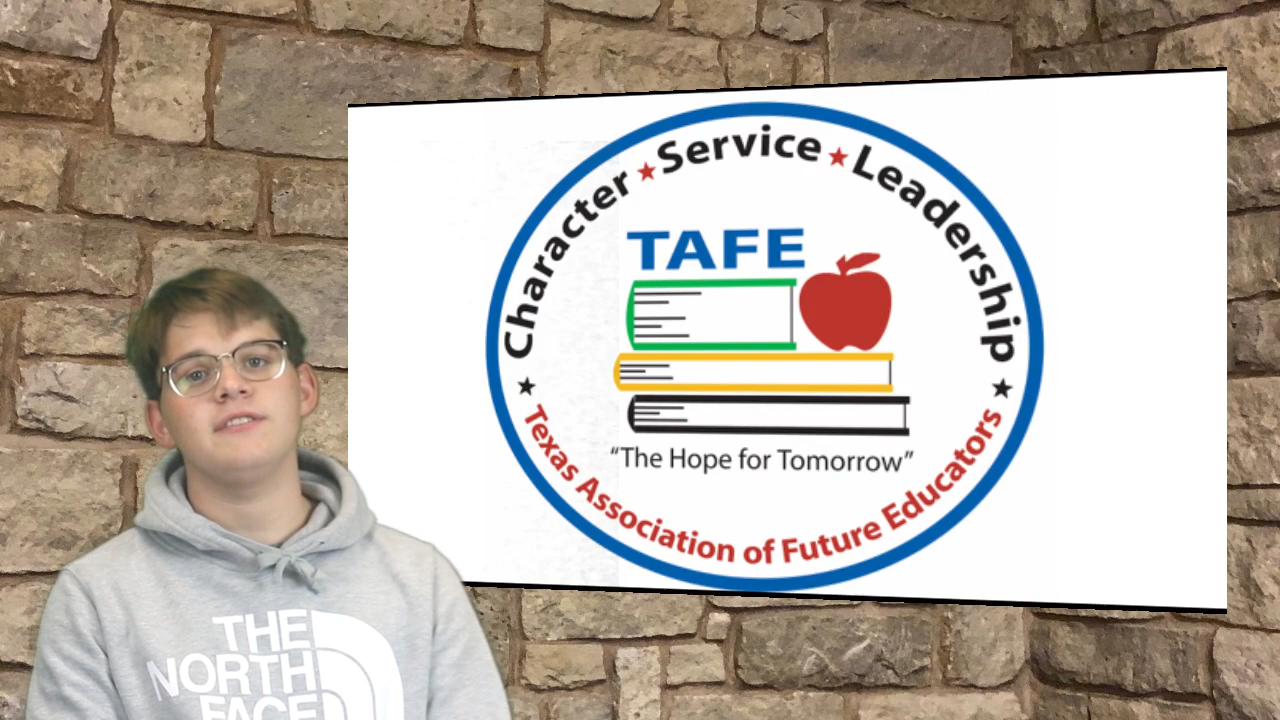 Character ★ Service ★ Leadership
TAFE
“The Hope for Tomorrow”
★ Texas Association of Future Educators ★
THE
NORTH
FACE